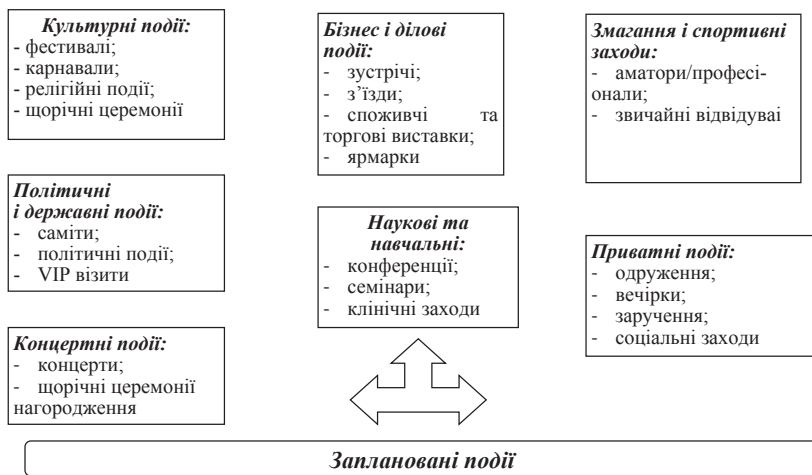 Культурні події:
- фестивалі;
- карнавали;
- релігійні події;
- щорічні церемонії
Політичні
і державні події:
- саміти;
- політичні події;
- VIP візити
Концертні події:
- концерти;
- щорічні церемонії
нагородження
Бізнес і ділові
події:
- зустрічі;
- з’їзди;
- споживчі та
торгові виставки;
- ярмарки
Наукові та
навчальні:
- конференції;
- семінари;
- клінічні заходи
Змагання і спортивні
заходи:
- аматори/професі-
онали;
- звичайні відвідуваі
Приватні події:
- одруження;
- вечірки;
- заручення;
- соціальні заходи
Заплановані події